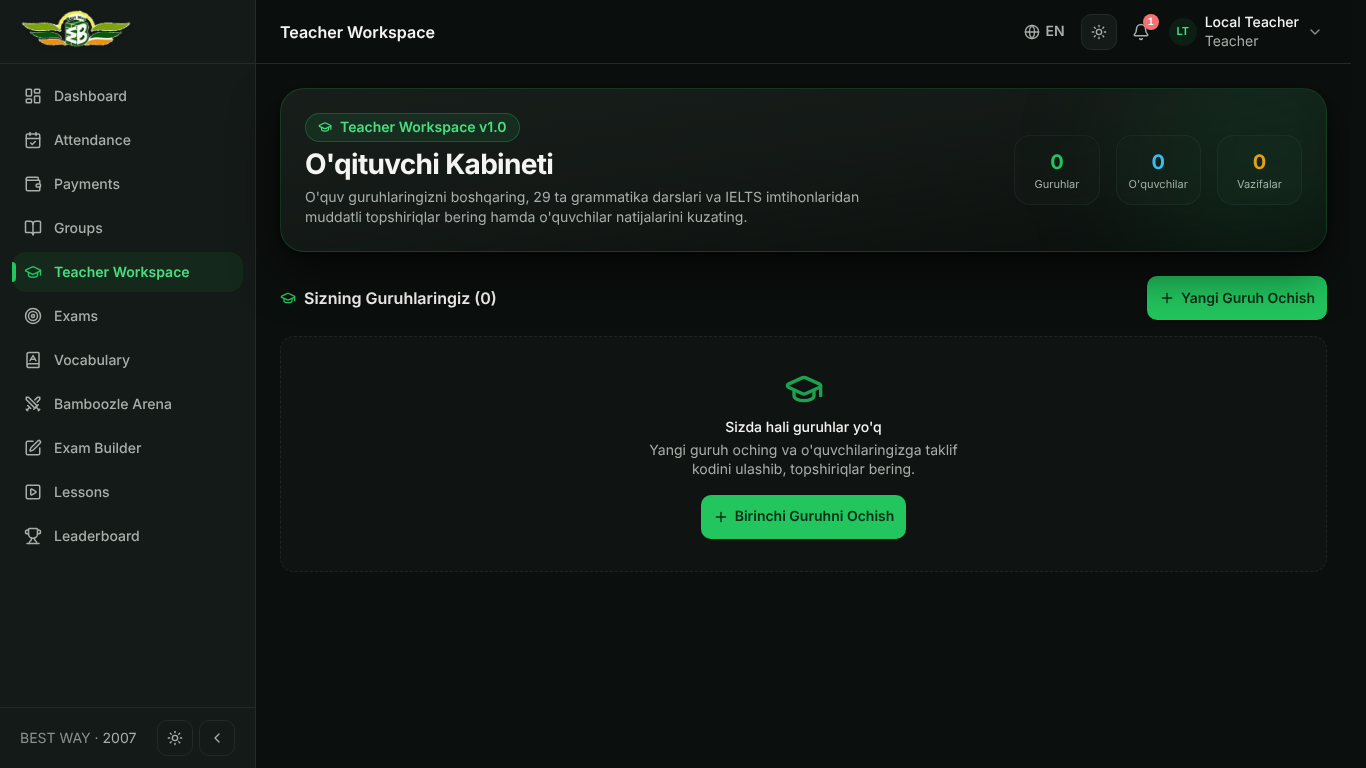 Teacher Workspace
EN
1
LT
Local Teacher
Teacher
Dashboard
Attendance
Payments
Groups
Teacher Workspace
Exams
Vocabulary
Bamboozle Arena
Exam Builder
Lessons
Leaderboard
BEST WAY · 2007
Teacher Workspace v1.0
O'qituvchi Kabineti
O'quv guruhlaringizni boshqaring, 29 ta grammatika darslari va IELTS imtihonlaridan
muddatli topshiriqlar bering hamda o'quvchilar natijalarini kuzating.
0
Guruhlar
0
O'quvchilar
0
Vazifalar
Sizning Guruhlaringiz (0)
+ Yangi Guruh Ochish
Sizda hali guruhlar yo'q
Yangi guruh oching va o'quvchilaringizga taklif
kodini ulashib, topshiriqlar bering.
+ Birinchi Guruhni Ochish